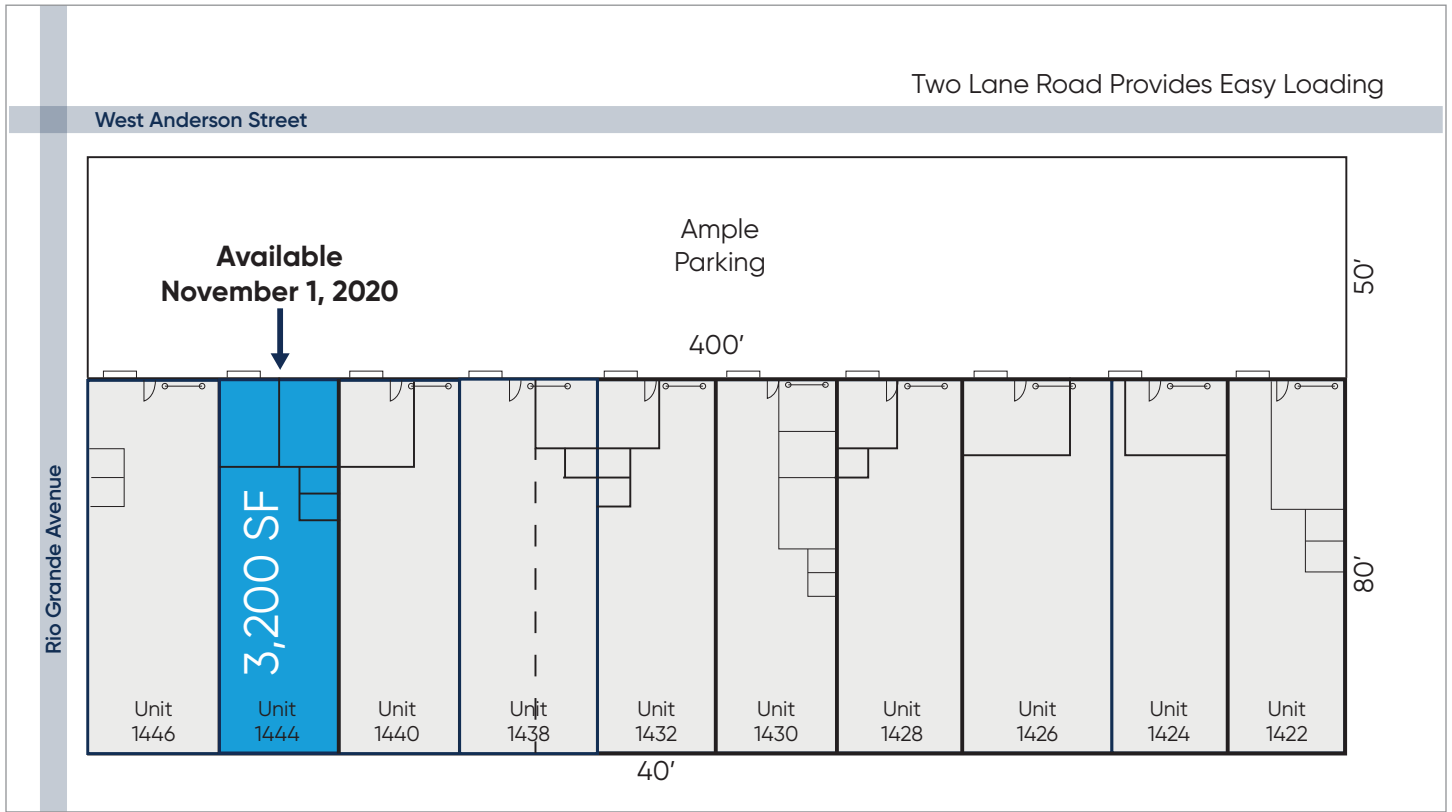 Two Lane Road Provides Easy Loading
West Anderson Street
Ample
Parking
Available
November 1, 2020
50'
400'
Rio Grande Avenue
3,200 SF
80'
Unit
1446
Unit
1444
Unit
1440
Unit
1438
Unit
1432
Unit
1430
Unit
1428
Unit
1426
Unit
1424
Unit
1422
40'